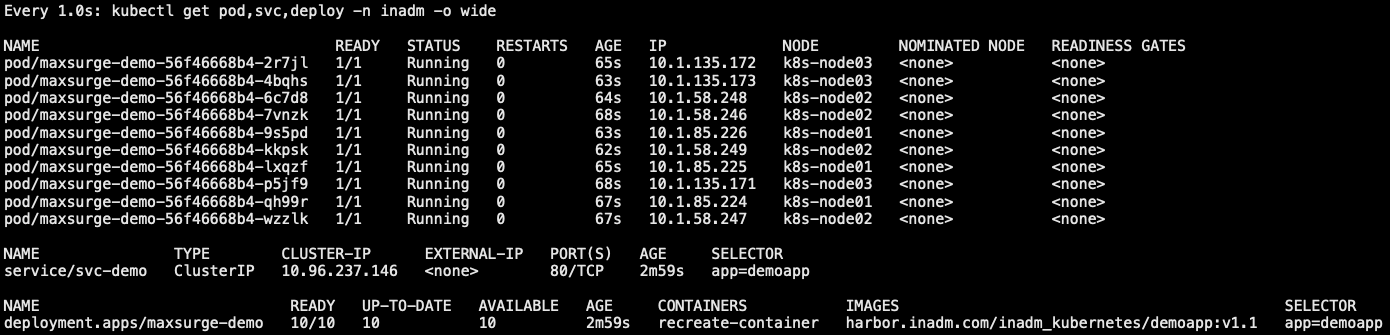 Every 1.0s: kubectl get pod,svc,deploy -n inadm -o wide
NAME READY STATUS RESTARTS AGE IP NODE NOMINATED NODE READINESS GATES
pod/maxsurge-demo-56f46668b4-2r7jl 1/1 Running 0 65s 10.1.135.172 k8s-node03 <none> <none>
pod/maxsurge-demo-56f46668b4-4bqhs 1/1 Running 0 63s 10.1.135.173 k8s-node03 <none> <none>
pod/maxsurge-demo-56f46668b4-6c7d8 1/1 Running 0 64s 10.1.58.248 k8s-node02 <none> <none>
pod/maxsurge-demo-56f46668b4-7vnzk 1/1 Running 0 68s 10.1.58.246 k8s-node02 <none> <none>
pod/maxsurge-demo-56f46668b4-9s5pd 1/1 Running 0 63s 10.1.85.226 k8s-node01 <none> <none>
pod/maxsurge-demo-56f46668b4-kkpsk 1/1 Running 0 62s 10.1.58.249 k8s-node02 <none> <none>
pod/maxsurge-demo-56f46668b4-lxqzf 1/1 Running 0 65s 10.1.85.225 k8s-node01 <none> <none>
pod/maxsurge-demo-56f46668b4-p5jf9 1/1 Running 0 68s 10.1.135.171 k8s-node03 <none> <none>
pod/maxsurge-demo-56f46668b4-qh99r 1/1 Running 0 67s 10.1.85.224 k8s-node01 <none> <none>
pod/maxsurge-demo-56f46668b4-wzzlk 1/1 Running 0 67s 10.1.58.247 k8s-node02 <none> <none>
NAME TYPE CLUSTER-IP EXTERNAL-IP PORT(S) AGE SELECTOR
service/svc-demo ClusterIP 10.96.237.146 <none> 80/TCP 2m59s app=demoapp
NAME READY UP-TO-DATE AVAILABLE AGE CONTAINERS IMAGES SELECTOR
deployment.apps/maxsurge-demo 10/10 10 10 2m59s recreate-container harbor.inadm.com/inadm_kubernetes/demoapp:v1.1 app=demoapp